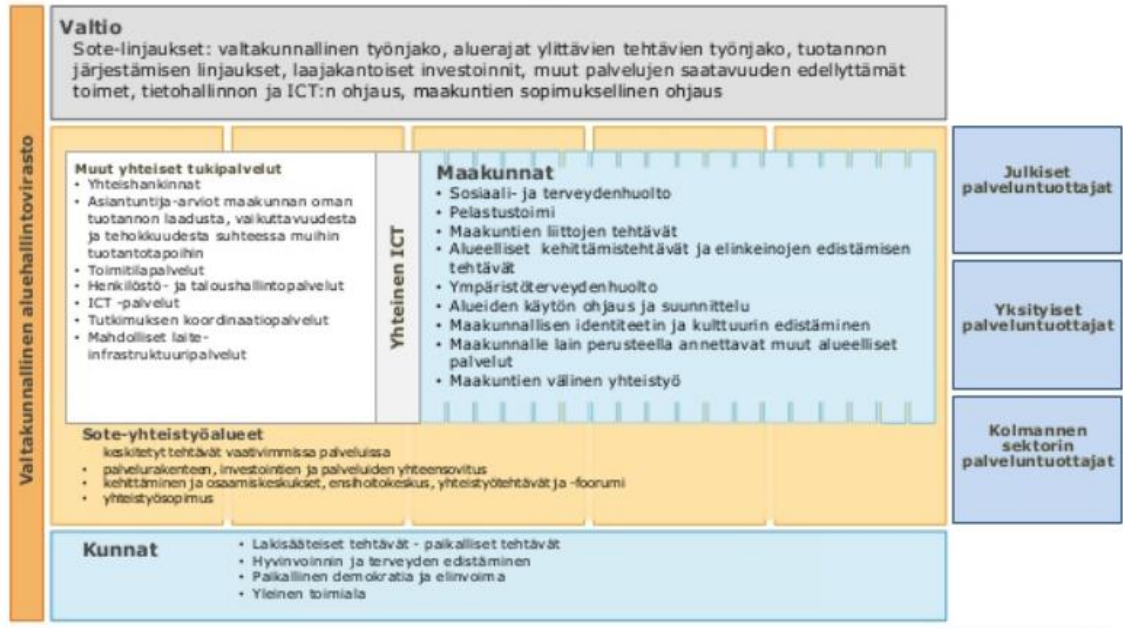 Valtakunnallinen aluehallintovirasto
Valtio
Sote-linjaukset: valtakunnallinen työnjako, aluerajat ylittävien tehtävien työnjako, tuotannon
järjestämisen linjaukset, laajakantoiset investoinnit, muut palvelujen saatavuuden edellyttämät
toimet, tietohallinnon ja ICT:n ohjaus, maakuntien sopimuksellinen ohjaus
Muut yhteiset tukipalvelut
• Yhteishankinnat
• Asiantuntija-arviot maakunnan oman
tuotannon laadusta, vaikuttavuudesta
ja tehokkuudesta suhteessa muihin
tuotantotapoihin
• Toimitilapalvelut
• Henkilöstö- ja taloushallintopalvelut
• ICT -palvelut
• Tutkimuksen koordinaatiopalvelut
• Mahdolliset laite-
infrastruktuuripalvelut
Yhteinen ICT
Maakunnat
• Sosiaali- ja terveydenhuolto
• Pelastustoimi
• Maakuntien liittojen tehtävät
• Alueelliset kehittämistehtävät ja elinkeinojen edistämisen
tehtävät
• Ympäristöterveydenhuolto
• Alueiden käytön ohjaus ja suunnittelu
• Maakunnallisen identiteetin ja kulttuurin edistäminen
• Maakunnalle lain perusteella annettavat muut alueelliset
palvelut
• Maakuntien välinen yhteistyö
Sote-yhteistyöalueet
keskitetyt tehtävät vaativimmissa palveluissa
• palvelurakenteen, investointien ja palveluiden yhteensovitus
• kehittäminen ja osaamiskeskukset, ensihoitokeskus, yhteistyötehtävät ja -foorumi
• yhteistyösopimus
Kunnat
• Lakisääteiset tehtävät - paikalliset tehtävät
• Hyvinvoinnin ja terveyden edistäminen
• Paikallinen demokratia ja elinvoima
• Yleinen toimiala
Julkiset
palveluntuottajat
Yksityiset
palveluntuottajat
Kolmannen
sektorin
palveluntuottajat